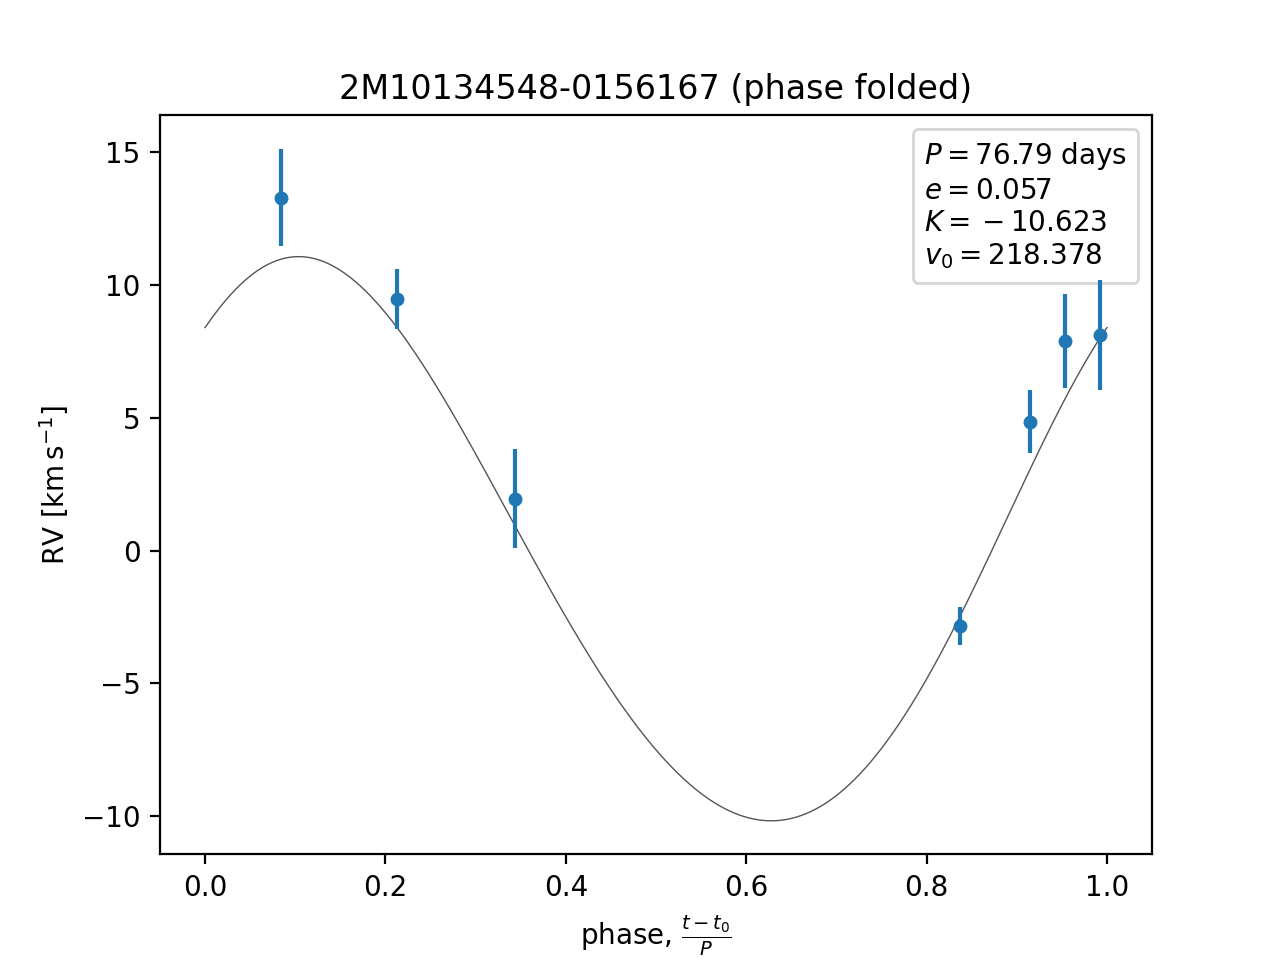 2M10134548-0156167 (phase folded)
P = 76.79 days
e = 0.057
K = −10.623
v₀ = 218.378
RV [km s⁻¹]
15
10
5
0
−5
−10
0.0 0.2 0.4 0.6 0.8 1.0
phase, (t − t₀)/P